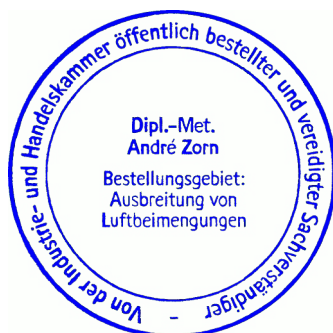 Von der Industrie- und Handelskammer öffentlich bestellter und vereidigter Sachverständiger -
Dipl.-Met.
André Zorn
Bestellungsgebiet:
Ausbreitung von
Luftbeimengungen